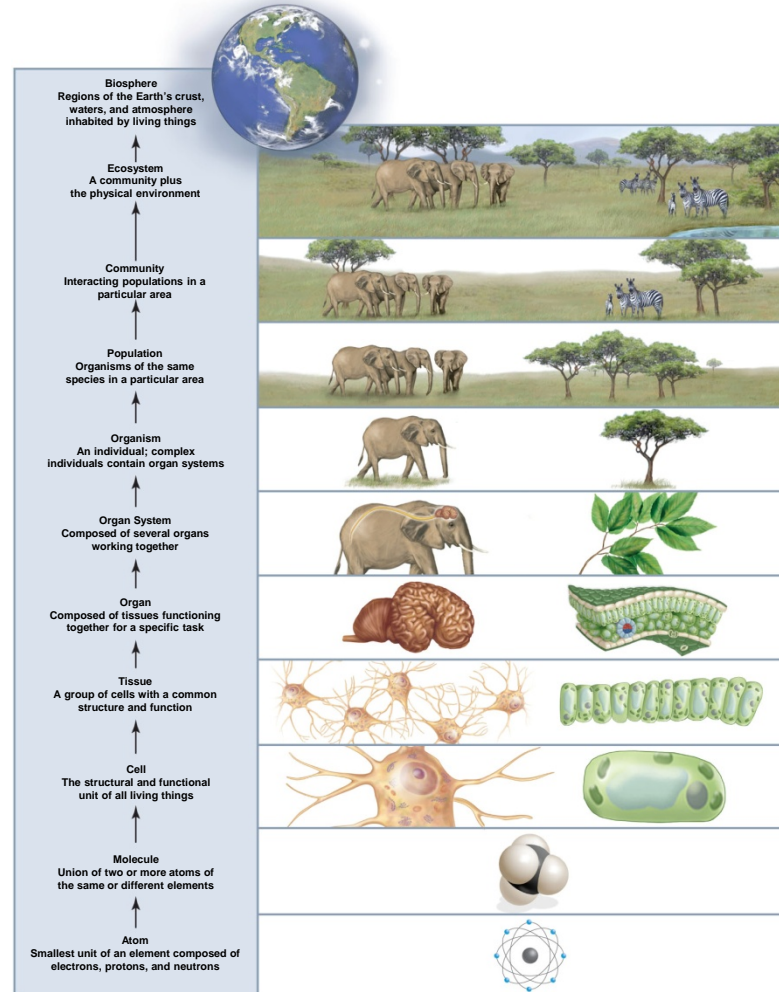 Biosphere
Regions of the Earth's crust,
waters, and atmosphere
inhabited by living things
Ecosystem
A community plus
the physical environment
Community
Interacting populations in a
particular area
Population
Organisms of the same
species in a particular area
Organism
An individual; complex
individuals contain organ systems
Organ System
Composed of several organs
working together
Organ
Composed of tissues functioning
together for a specific task
Tissue
A group of cells with a common
structure and function
Cell
The structural and functional
unit of all living things
Molecule
Union of two or more atoms of
the same or different elements
Atom
Smallest unit of an element composed of
electrons, protons, and neutrons